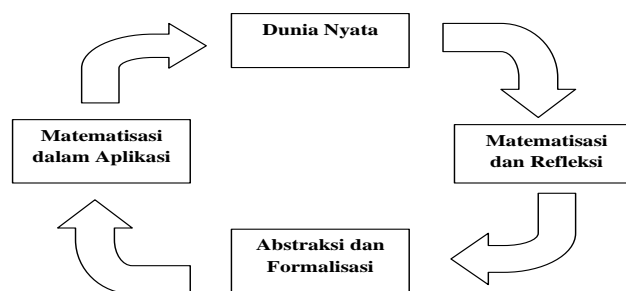 Dunia Nyata
Matematisasi
dalam Aplikasi
Matematisasi
dan Refleksi
Abstraksi dan
Formalisasi